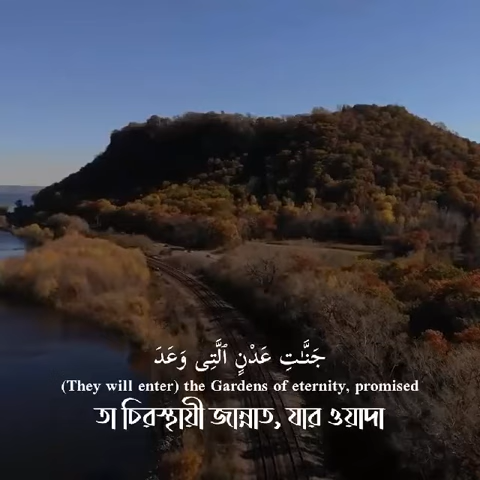 جَنَّـٰتِ عَدْنٍ ٱلَّتِى وَعَدَ
(They will enter) the Gardens of eternity, promised
তা চিরস্থায়ী জান্নাত, যার ওয়াদা